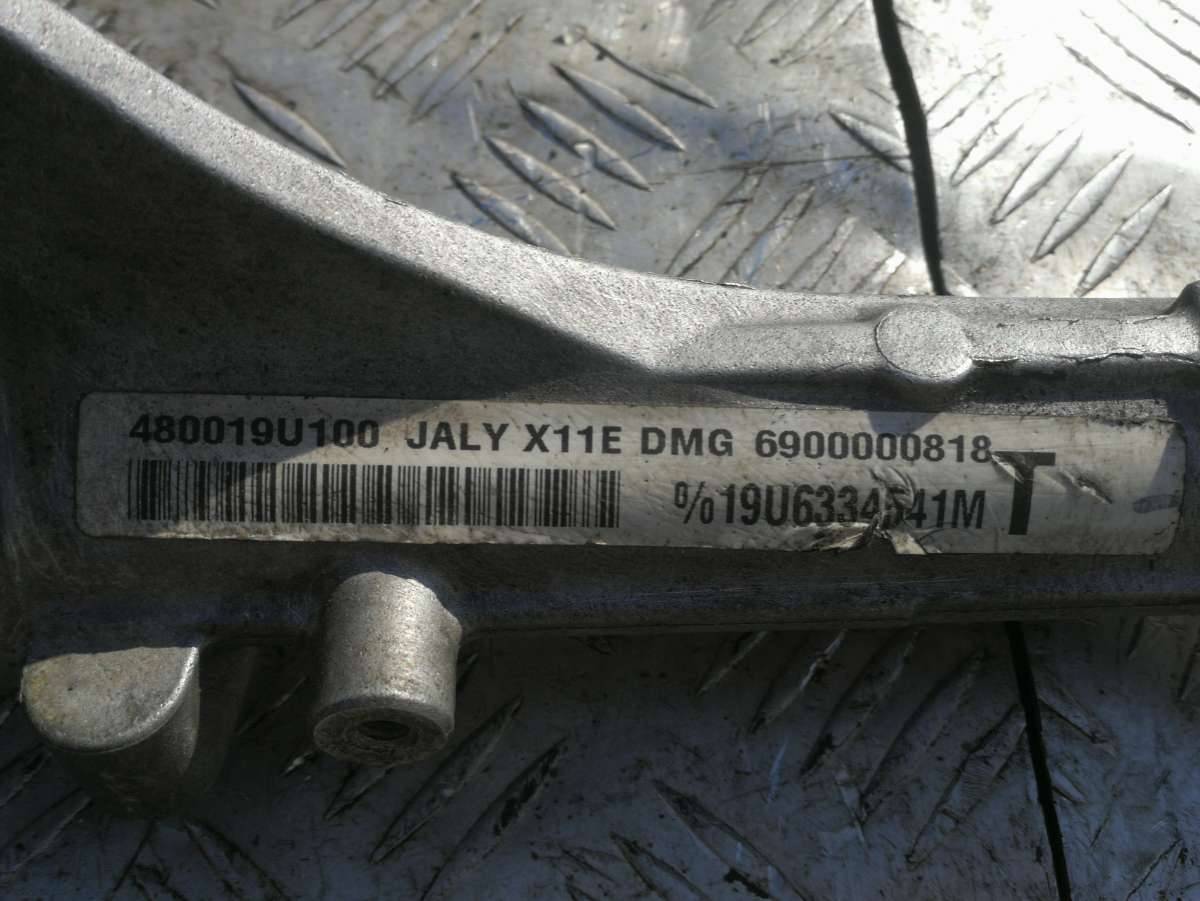 480019U100 JALY X11E DMG 6900000818
%19U6334541M T